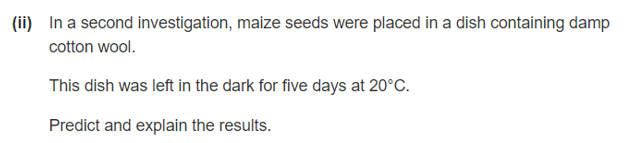 (ii) In a second investigation, maize seeds were placed in a dish containing damp
cotton wool.
This dish was left in the dark for five days at 20°C.
Predict and explain the results.